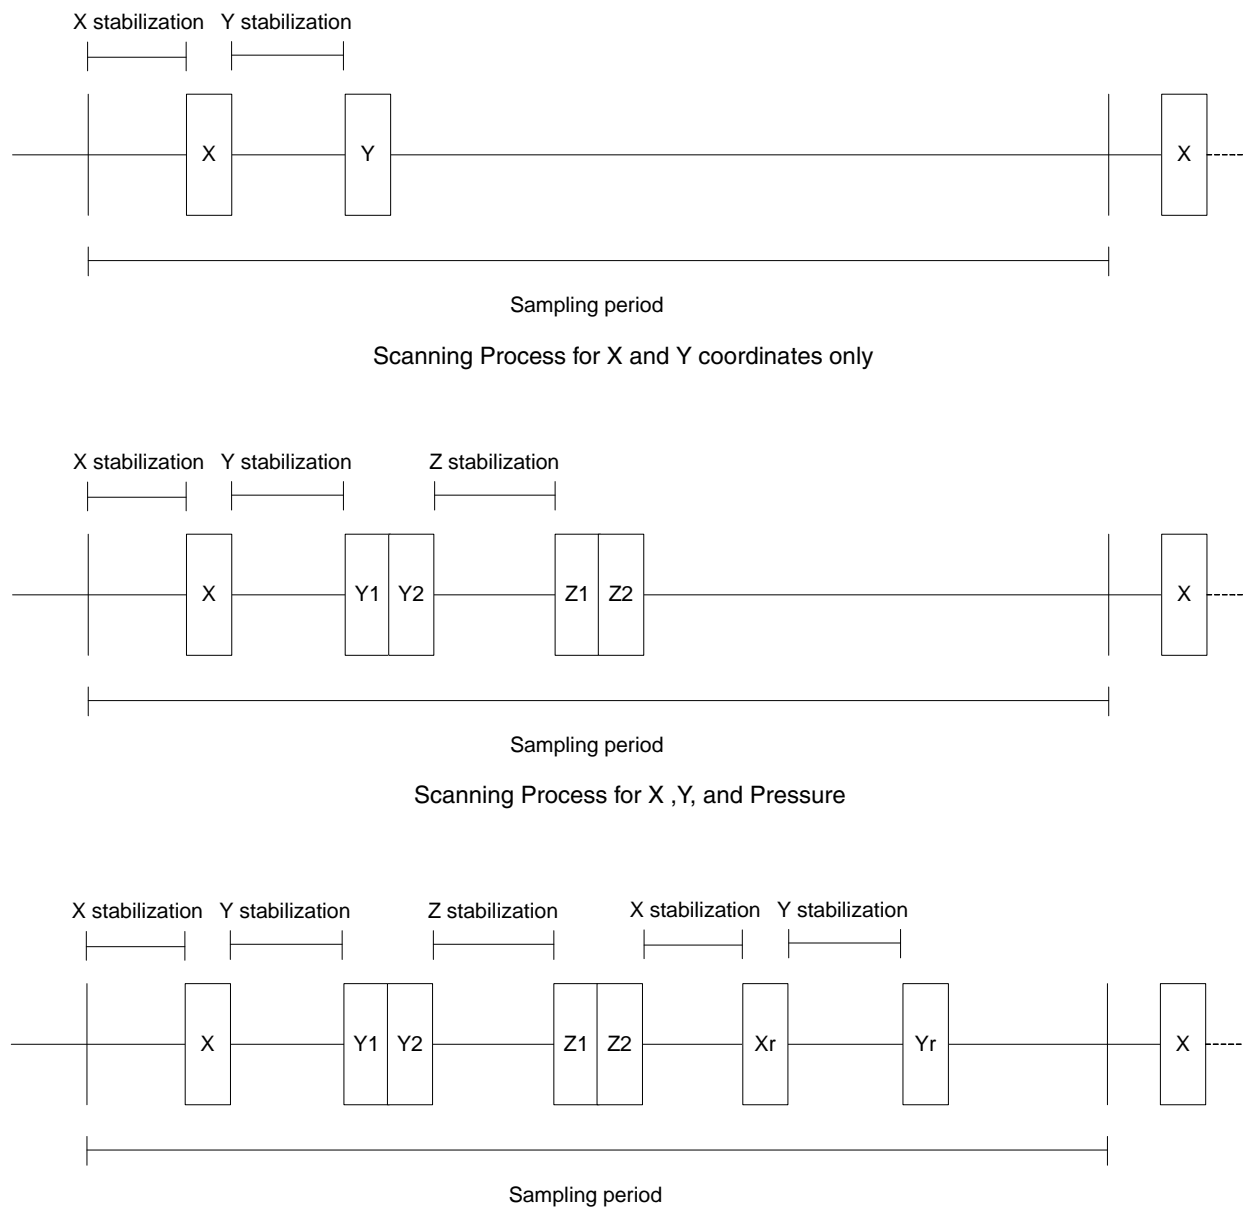 X stabilization Y stabilization
X Y X
Sampling period
Scanning Process for X and Y coordinates only
X stabilization Y stabilization Z stabilization
X Y1 Y2 Z1 Z2 X
Sampling period
Scanning Process for X ,Y, and Pressure
X stabilization Y stabilization Z stabilization X stabilization Y stabilization
X Y1 Y2 Z1 Z2 Xr Yr X
Sampling period